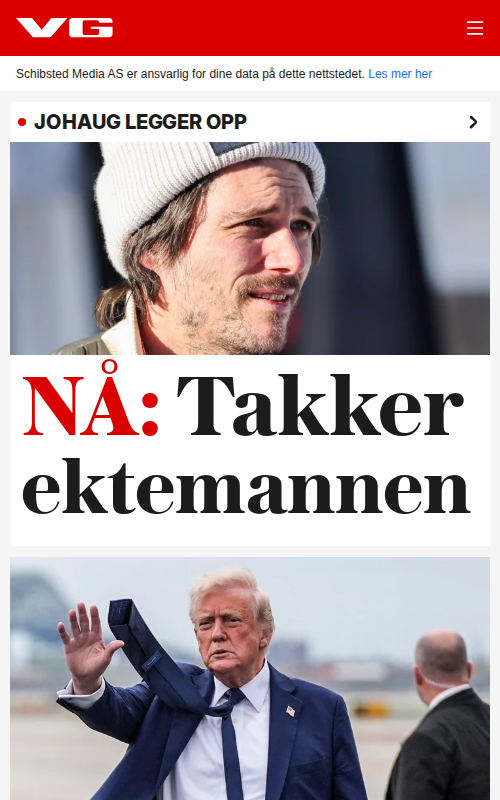 VG
Schibsted Media AS er ansvarlig for dine data på dette nettstedet. Les mer her
JOHAUG LEGGER OPP
NÅ: Takker
ektemannen